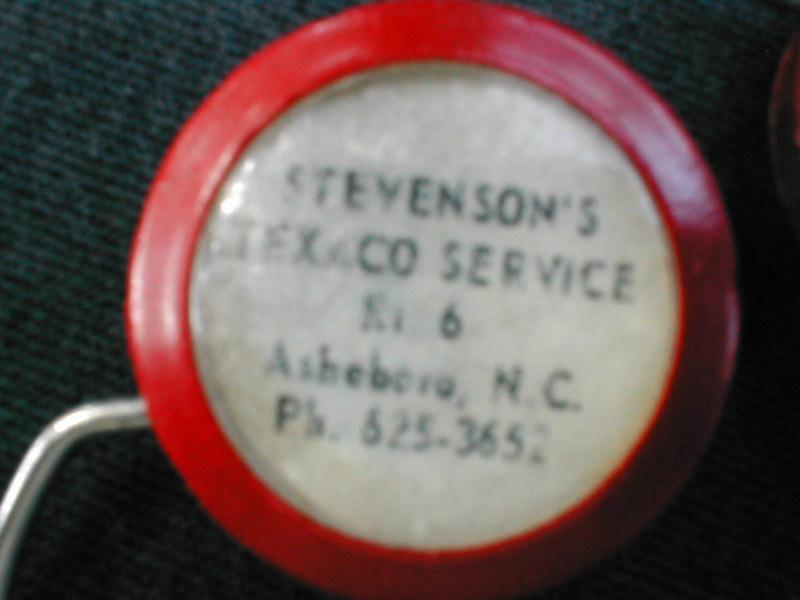 STEVENSON'S
TEXACO SERVICE
Rt. 6
Asheboro, N.C.
Ph. 625-3652